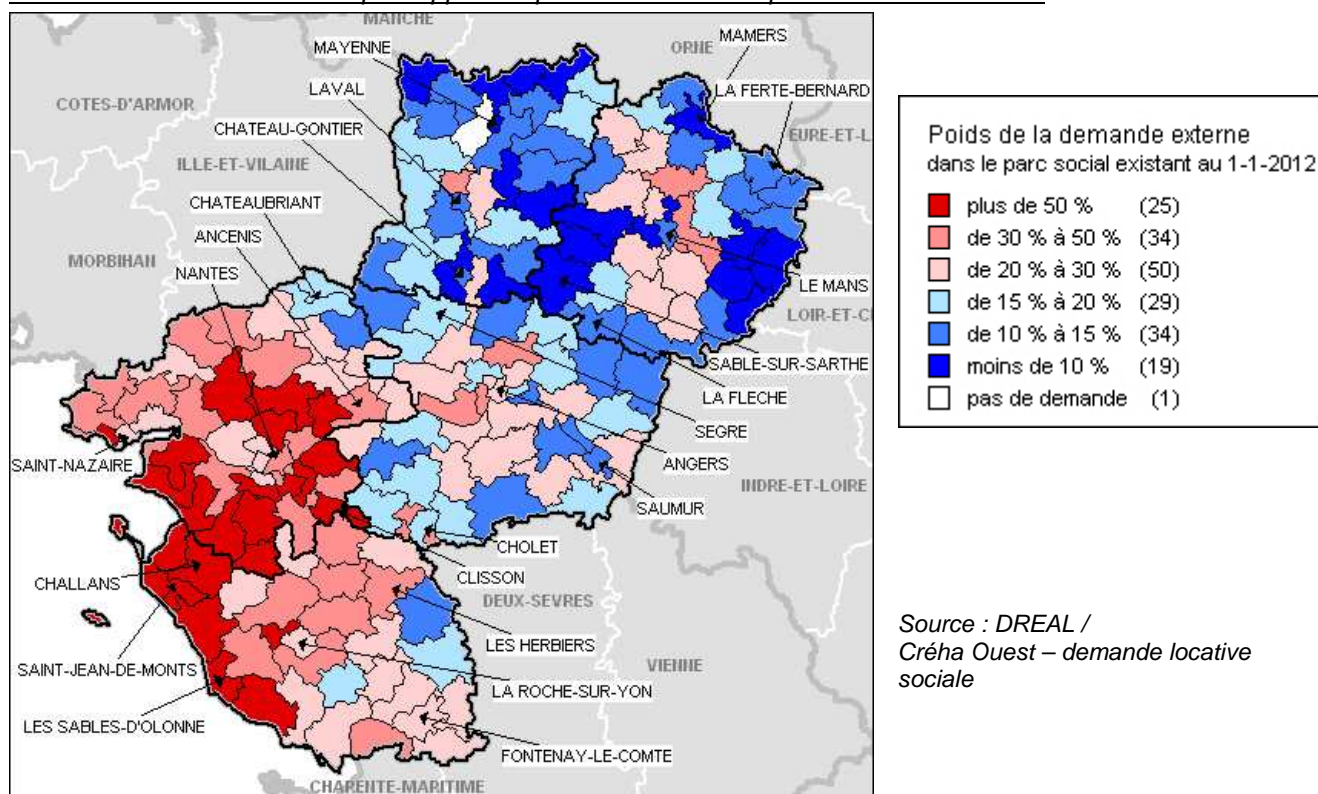 MANCHE
MAYENNE
ORNE
MAMERS
LAVAL
LA FERTE-BERNARD
COTES-D'ARMOR
CHATEAU-GONTIER
EURE-ET-L
ILLE-ET-VILAINE
CHATEAUBRIANT
ANCENIS
MORBIHAN
NANTES
LE MANS
LOIR-ET-C
SABLE-SUR-SARTHE
LA FLECHE
SEGRE
SAINT-NAZAIRE
ANGERS
INDRE-ET-LOIRE
SAUMUR
CHOLET
CHALLANS
CLISSON
DEUX-SEVRES
LES HERBIERS
SAINT-JEAN-DE-MONTS
VIENNE
LA ROCHE-SUR-YON
LES SABLES-D'OLONNE
FONTENAY-LE-COMTE
CHARENTE-MARITIME
Poids de la demande externe
dans le parc social existant au 1-1-2012
plus de 50 % (25)
de 30 % à 50 % (34)
de 20 % à 30 % (50)
de 15 % à 20 % (29)
de 10 % à 15 % (34)
moins de 10 % (19)
pas de demande (1)
Source : DREAL /
Créha Ouest – demande locative
sociale